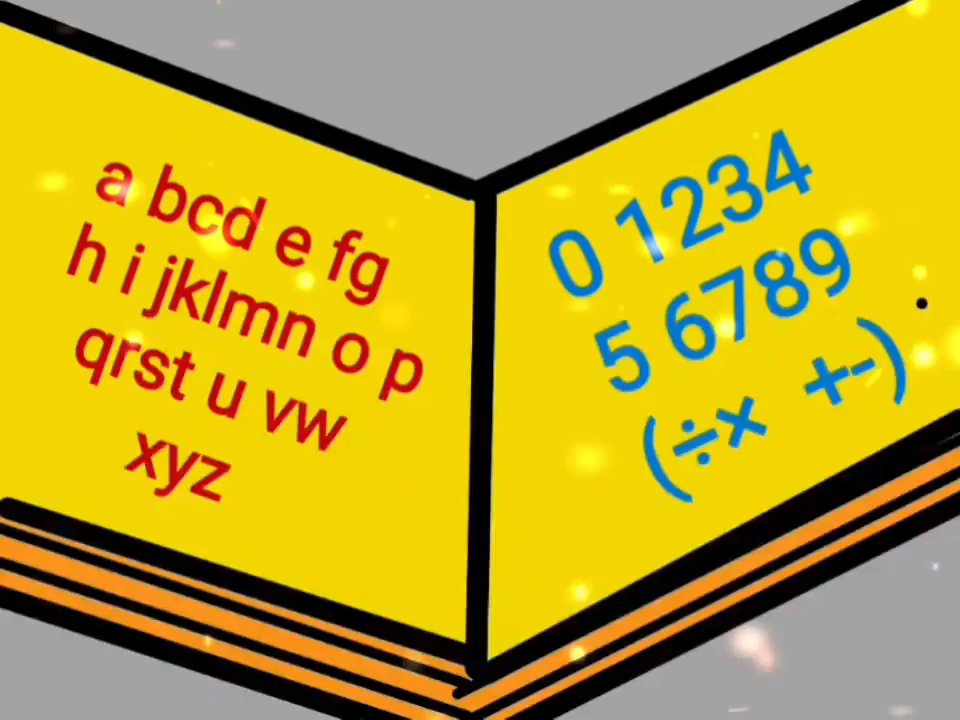 a bcd e fg
h i jklmn o p
qrst u vw
xyz
0 1234
5 6789
(÷× +-)